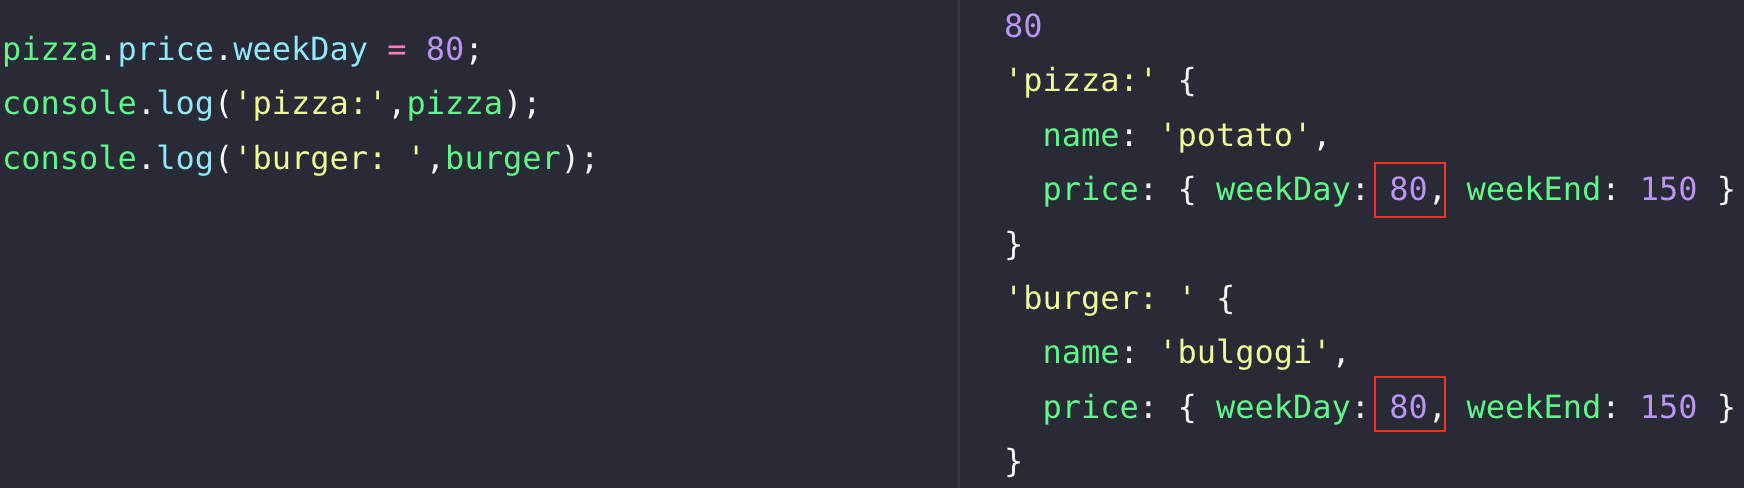 pizza.price.weekDay = 80;
console.log('pizza:',pizza);
console.log('burger: ',burger);
80
'pizza:' {
  name: 'potato',
  price: { weekDay: 80, weekEnd: 150 }
}
'burger: ' {
  name: 'bulgogi',
  price: { weekDay: 80, weekEnd: 150 }
}